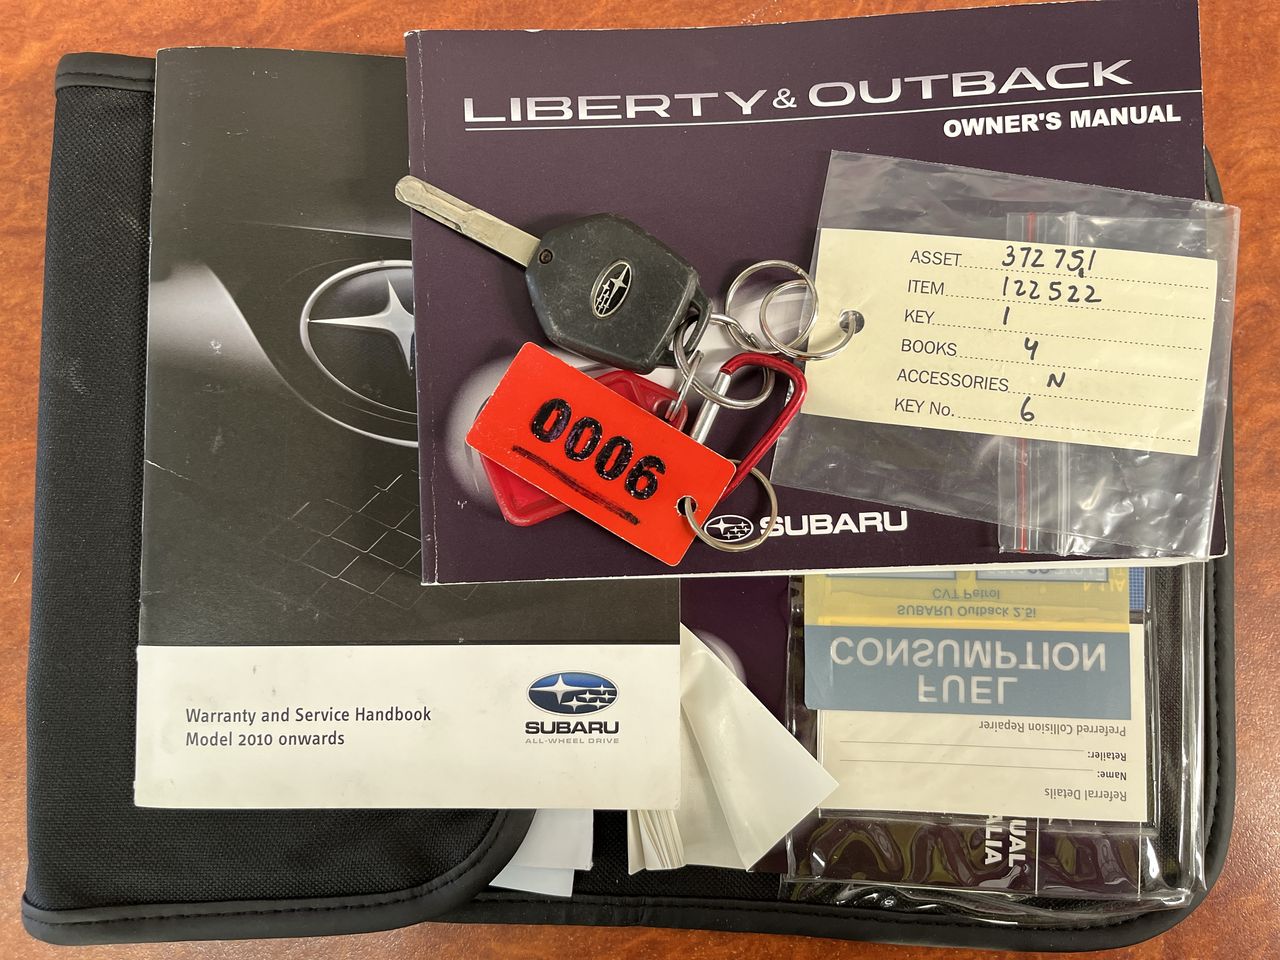 LIBERTY & OUTBACK
OWNER'S MANUAL
ASSET 372751
ITEM 122522
KEY 1
BOOKS 4
ACCESSORIES N
KEY No. 6
0006
SUBARU
Warranty and Service Handbook
Model 2010 onwards
SUBARU
ALL-WHEEL DRIVE
Referral Details
Name:
Retailer:
Preferred Collision Repairer
FUEL
CONSUMPTION
SUBARU Outback 2.5i
CVT Petrol